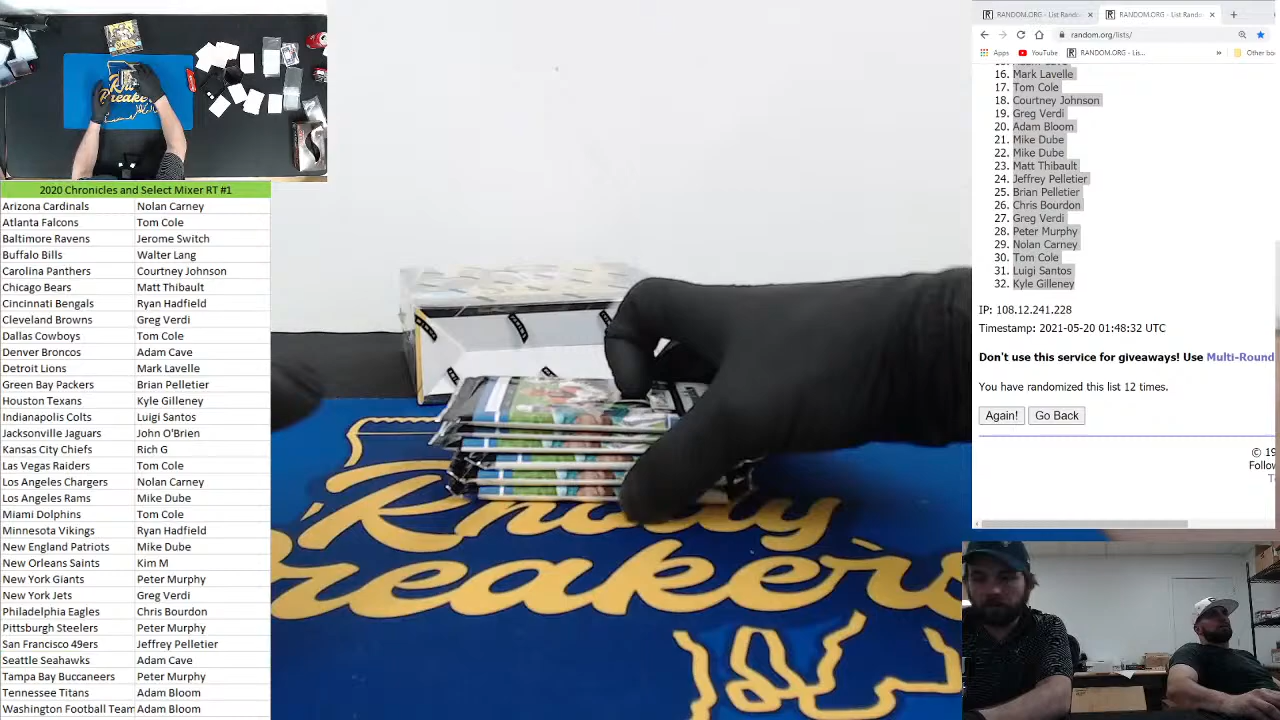 2020 Chronicles and Select Mixer RT #1
Arizona Cardinals Nolan Carney
Atlanta Falcons Tom Cole
Baltimore Ravens Jerome Switch
Buffalo Bills Walter Lang
Carolina Panthers Courtney Johnson
Chicago Bears Matt Thibault
Cincinnati Bengals Ryan Hadfield
Cleveland Browns Greg Verdi
Dallas Cowboys Tom Cole
Denver Broncos Adam Cave
Detroit Lions Mark Lavelle
Green Bay Packers Brian Pelletier
Houston Texans Kyle Gilleney
Indianapolis Colts Luigi Santos
Jacksonville Jaguars John O'Brien
Kansas City Chiefs Rich G
Las Vegas Raiders Tom Cole
Los Angeles Chargers Nolan Carney
Los Angeles Rams Mike Dube
Miami Dolphins Tom Cole
Minnesota Vikings Ryan Hadfield
New England Patriots Mike Dube
New Orleans Saints Kim M
New York Giants Peter Murphy
New York Jets Greg Verdi
Philadelphia Eagles Chris Bourdon
Pittsburgh Steelers Peter Murphy
San Francisco 49ers Jeffrey Pelletier
Seattle Seahawks Adam Cave
Tampa Bay Buccaneers Peter Murphy
Tennessee Titans Adam Bloom
Washington Football Team Adam Bloom
RANDOM.ORG - List Rando
RANDOM.ORG - List Rando
random.org/lists/
Apps YouTube RANDOM.ORG - Lis... » Other bo
16. Mark Lavelle
17. Tom Cole
18. Courtney Johnson
19. Greg Verdi
20. Adam Bloom
21. Mike Dube
22. Mike Dube
23. Matt Thibault
24. Jeffrey Pelletier
25. Brian Pelletier
26. Chris Bourdon
27. Greg Verdi
28. Peter Murphy
29. Nolan Carney
30. Tom Cole
31. Luigi Santos
32. Kyle Gilleney
IP: 108.12.241.228
Timestamp: 2021-05-20 01:48:32 UTC
Don't use this service for giveaways! Use Multi-Round
You have randomized this list 12 times.
Again! Go Back
© 19
Follov